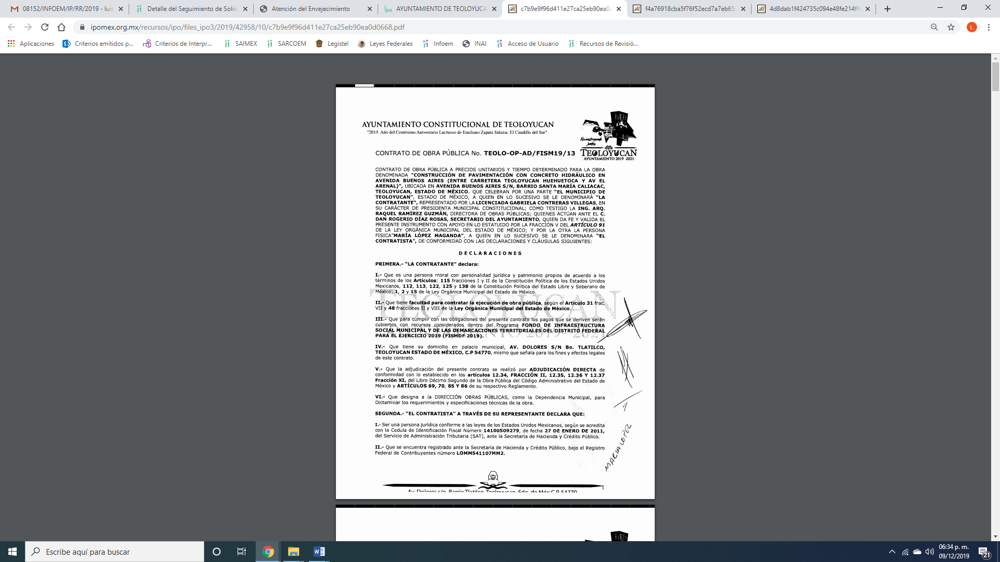 08152/INFOEM/IP/RR/2019 - luis
Detalle del Seguimiento de Solici
Atención del Envejecimiento
AYUNTAMIENTO DE TEOLOYUCA
c7b9e9f96d411e27ca25eb90ea0d
f4a76918cba5f76f52ecd7a7eb65
4d8dab1f424735c094e48fe214ff
ipomex.org.mx/recursos/ipo/files_ipo3/2019/42958/10/c7b9e9f96d411e27ca25eb90ea0d0668.pdf
L
Aplicaciones
Criterios emitidos p...
Criterios de Interpr...
SAIMEX
SARCOEM
Legistel
Leyes Federales
Infoem
INAI
Acceso de Usuario
Recursos de Revisió...
AYUNTAMIENTO CONSTITUCIONAL DE TEOLOYUCAN
"2019. Año del Centésimo Aniversario Luctuoso de Emiliano Zapata Salazar. El Caudillo del Sur"
Reconstruyendo
juntos
TEOLOYUCAN
AYUNTAMIENTO 2019 -2021
CONTRATO DE OBRA PÚBLICA No. TEOLO-OP-AD/FISM19/13
CONTRATO DE OBRA PÚBLICA A PRECIOS UNITARIOS Y TIEMPO DETERMINADO PARA LA OBRA
DENOMINADA "CONSTRUCCIÓN DE PAVIMENTACIÓN CON CONCRETO HIDRÁULICO EN
AVENIDA BUENOS AIRES (ENTRE CARRETERA TEOLOYUCAN HUEHUETOCA Y AV EL
ARENAL)", UBICADA EN AVENIDA BUENOS AIRES S/N, BARRIO SANTA MARÍA CALIACAC,
TEOLOYUCAN, ESTADO DE MÉXICO. QUE CELEBRAN POR UNA PARTE "EL MUNICIPIO DE
TEOLOYUCAN", ESTADO DE MÉXICO, A QUIEN EN LO SUCESIVO SE LE DENOMINARÁ "LA
CONTRATANTE", REPRESENTADO POR LA LICENCIADA GABRIELA CONTRERAS VILLEGAS, EN
SU CARÁCTER DE PRESIDENTA MUNICIPAL CONSTITUCIONAL; COMO TESTIGO LA ING. ARQ.
RAQUEL RAMÍREZ GUZMÁN, DIRECTORA DE OBRAS PÚBLICAS; QUIENES ACTÚAN ANTE EL C.
DAN ROGERIO DÍAZ ROSAS, SECRETARIO DEL AYUNTAMIENTO, QUIEN DA FE Y VALIDA EL
PRESENTE INSTRUMENTO CON APOYO EN LO ESTATUIDO POR LA FRACCIÓN V DEL ARTÍCULO 91
DE LA LEY ORGÁNICA MUNICIPAL DEL ESTADO DE MÉXICO; Y POR LA OTRA LA PERSONA
FISICA"MARÍA LÓPEZ MAGANDA", A QUIEN EN LO SUCESIVO SE LE DENOMINARA "EL
CONTRATISTA", DE CONFORMIDAD CON LAS DECLARACIONES Y CLÁUSULAS SIGUIENTES:
D E C L A R A C I O N E S
PRIMERA.- "LA CONTRATANTE" declara:
I.- Que es una persona moral con personalidad jurídica y patrimonio propios de acuerdo a los
términos de los Artículos: 115 fracciones I y II de la Constitución Política de los Estados Unidos
Mexicanos, 112, 113, 122, 125 y 138 de la Constitución Política del Estado Libre y Soberano de
México; 1, 2 y 15 de la Ley Orgánica Municipal del Estado de México.
TEOLOYUCAN
II.- Que tiene facultad para contratar la ejecución de obra pública, según el Artículo 31 frac.
VII y 48 fracciones II y VIII de la Ley Orgánica Municipal del Estado de México.
III.- Que para cumplir con las obligaciones del presente contrato los pagos que se deriven serán
cubiertos con recursos considerados dentro del Programa FONDO DE INFRAESTRUCTURA
SOCIAL MUNICIPAL Y DE LAS DEMARCACIONES TERRITORIALES DEL DISTRITO FEDERAL
AYUNTAMIENTO 2019- 2021
PARA EL EJERCICIO 2019 (FISMDF 2019).
IV.- Que tiene su domicilio en palacio municipal, AV. DOLORES S/N Bo. TLATILCO,
TEOLOYUCAN ESTADO DE MÉXICO, C.P 54770, mismo que señala para los fines y efectos legales
de este contrato.
V.- Que la adjudicación del presente contrato se realizó por ADJUDICACIÓN DIRECTA de
conformidad con lo establecido en los artículos 12.34, FRACCIÓN II, 12.35, 12.36 Y 12.37
Fracción XI, del Libro Décimo Segundo de la Obra Pública del Código Administrativo del Estado de
México y ARTÍCULOS 69, 70, 85 Y 86 de su respectivo Reglamento.
VI.- Que designa a la DIRECCIÓN OBRAS PÚBLICAS, como la Dependencia Municipal, para
Dictaminar los requerimientos y especificaciones técnicas de la obra.
SEGUNDA.- "EL CONTRATISTA" A TRAVÉS DE SU REPRESENTANTE DECLARA QUE:
I.- Ser una persona jurídica conforme a las leyes de los Estados Unidos Mexicanos, según se acredita
con la Cedula de Identificación Fiscal Número 14100509279, de fecha 27 DE ENERO DE 2011,
del Servicio de Administración Tributaria (SAT), ante la Secretaría de Hacienda y Crédito Público.
II.- Que se encuentra registrado ante la Secretaría de Hacienda y Crédito Público, bajo el Registro
Federal de Contribuyentes número LOMM541107MM2.
MARIA LOPEZ
1
Av. Dolores s/n, Barrio Tlatilco, Teoloyucan, Edo. de Méx C.P 54770
Escribe aquí para buscar
06:34 p. m.
09/12/2019
21